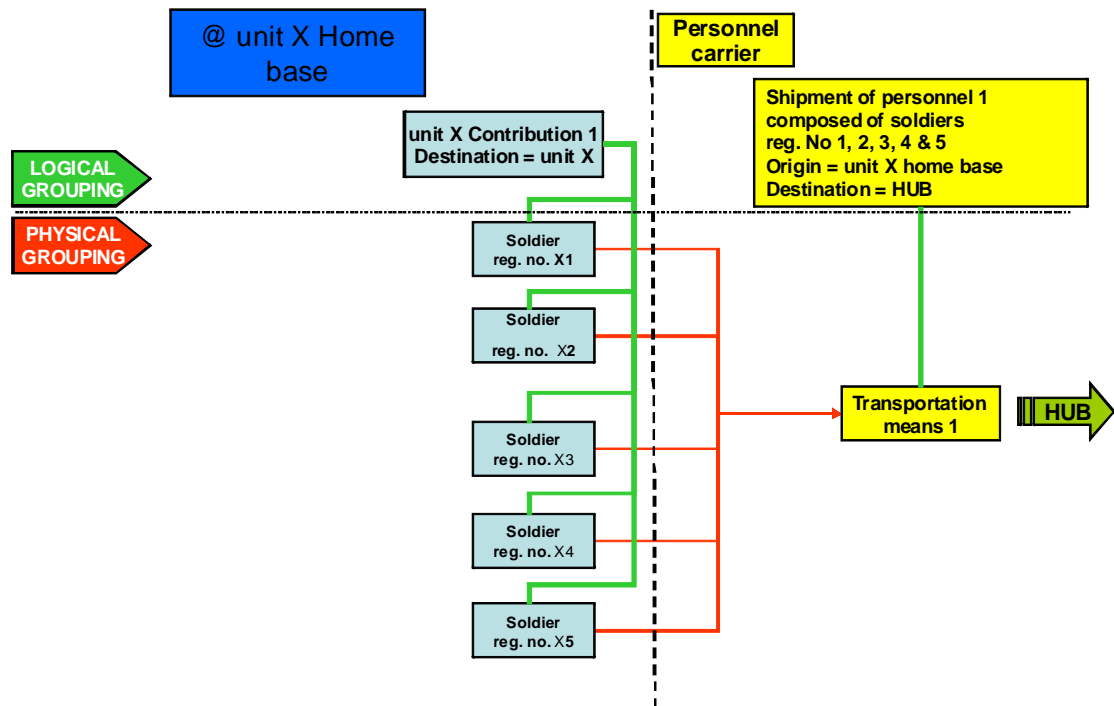 @ unit X Home
base
Personnel
carrier
Shipment of personnel 1
composed of soldiers
reg. No 1, 2, 3, 4 & 5
Origin = unit X home base
Destination = HUB
unit X Contribution 1
Destination = unit X
LOGICAL
GROUPING
PHYSICAL
GROUPING
Soldier
reg. no. X1
Soldier
reg. no. X2
Soldier
reg. no. X3
Soldier
reg. no. X4
Soldier
reg. no. X5
Transportation
means 1
HUB